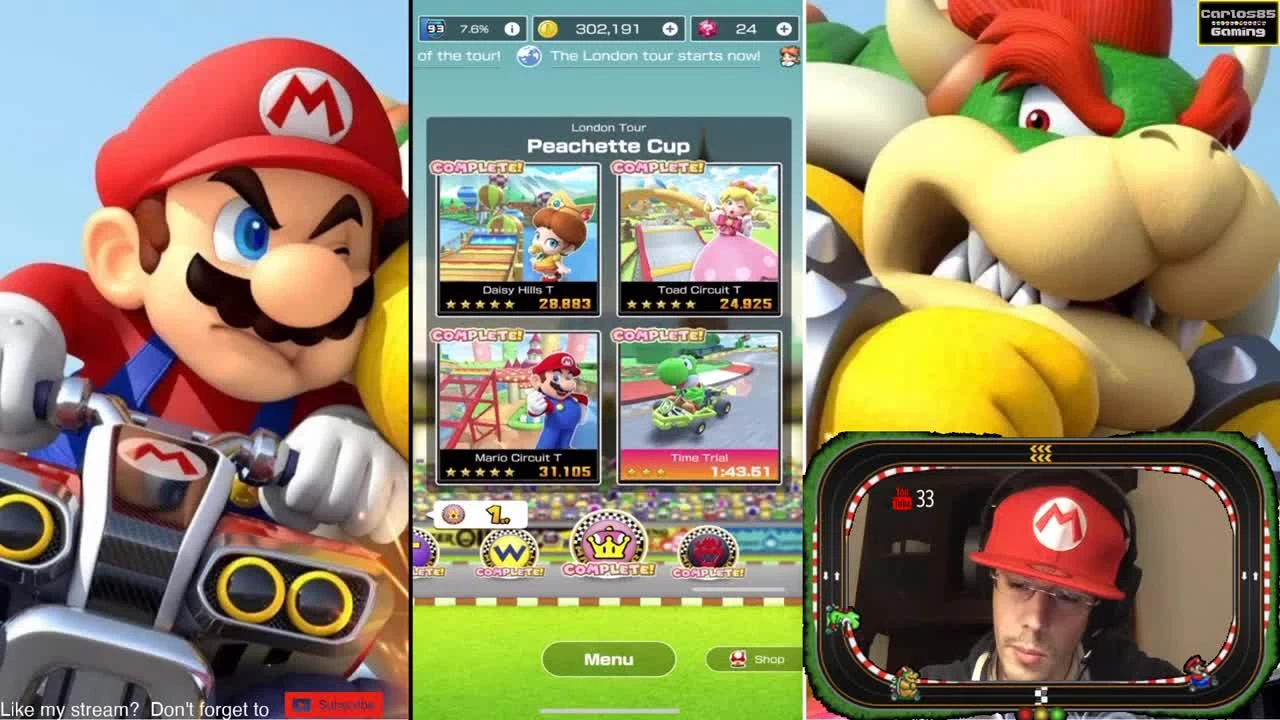 93 7.6% i 302,191 + 24 +
of the tour! The London tour starts now!
Carlos85
Gaming
London Tour
Peachette Cup
COMPLETE! COMPLETE!
Daisy Hills T Toad Circuit T
28.883 24.925
COMPLETE! COMPLETE!
Mario Circuit T Time Trial
31.105 1:43.51
1
You
Tube 33
COMPLETE! COMPLETE! COMPLETE!
Menu Shop
Like my stream? Don't forget to Subscribe